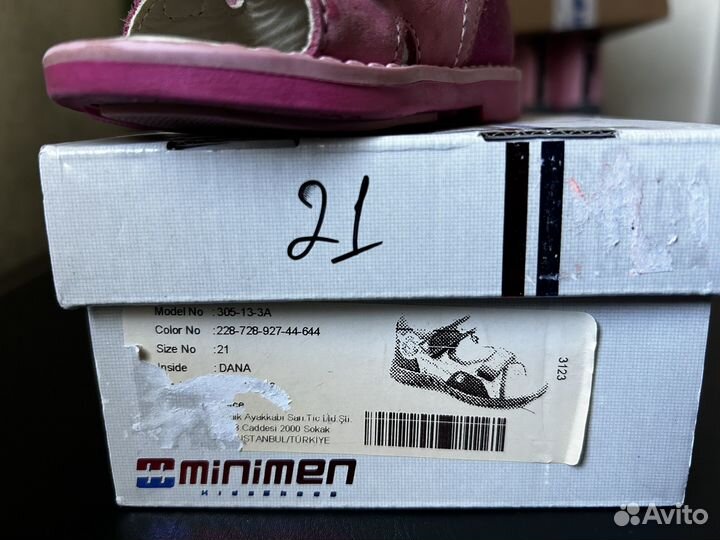 21
Model No :305-13-3A
Color No :228-728-927-44-644
Size No :21
Inside :DANA
Ayakkabı San.Tic Ltd.Şti.
Caddesi 2000 Sokak
İSTANBUL/TÜRKİYE
3123
minimen
KidsShoes
Avito